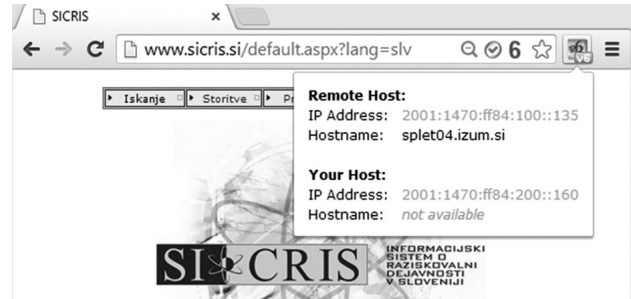 SICRIS
www.sicris.si/default.aspx?lang=slv
6
v6
Iskanje
Storitve
Remote Host:
IP Address: 2001:1470:ff84:100::135
Hostname: splet04.izum.si
Your Host:
IP Address: 2001:1470:ff84:200::160
Hostname: not available
SICRIS
INFORMACIJSKI
SISTEM O
RAZISKOVALNI
DEJAVNOSTI
V SLOVENIJI